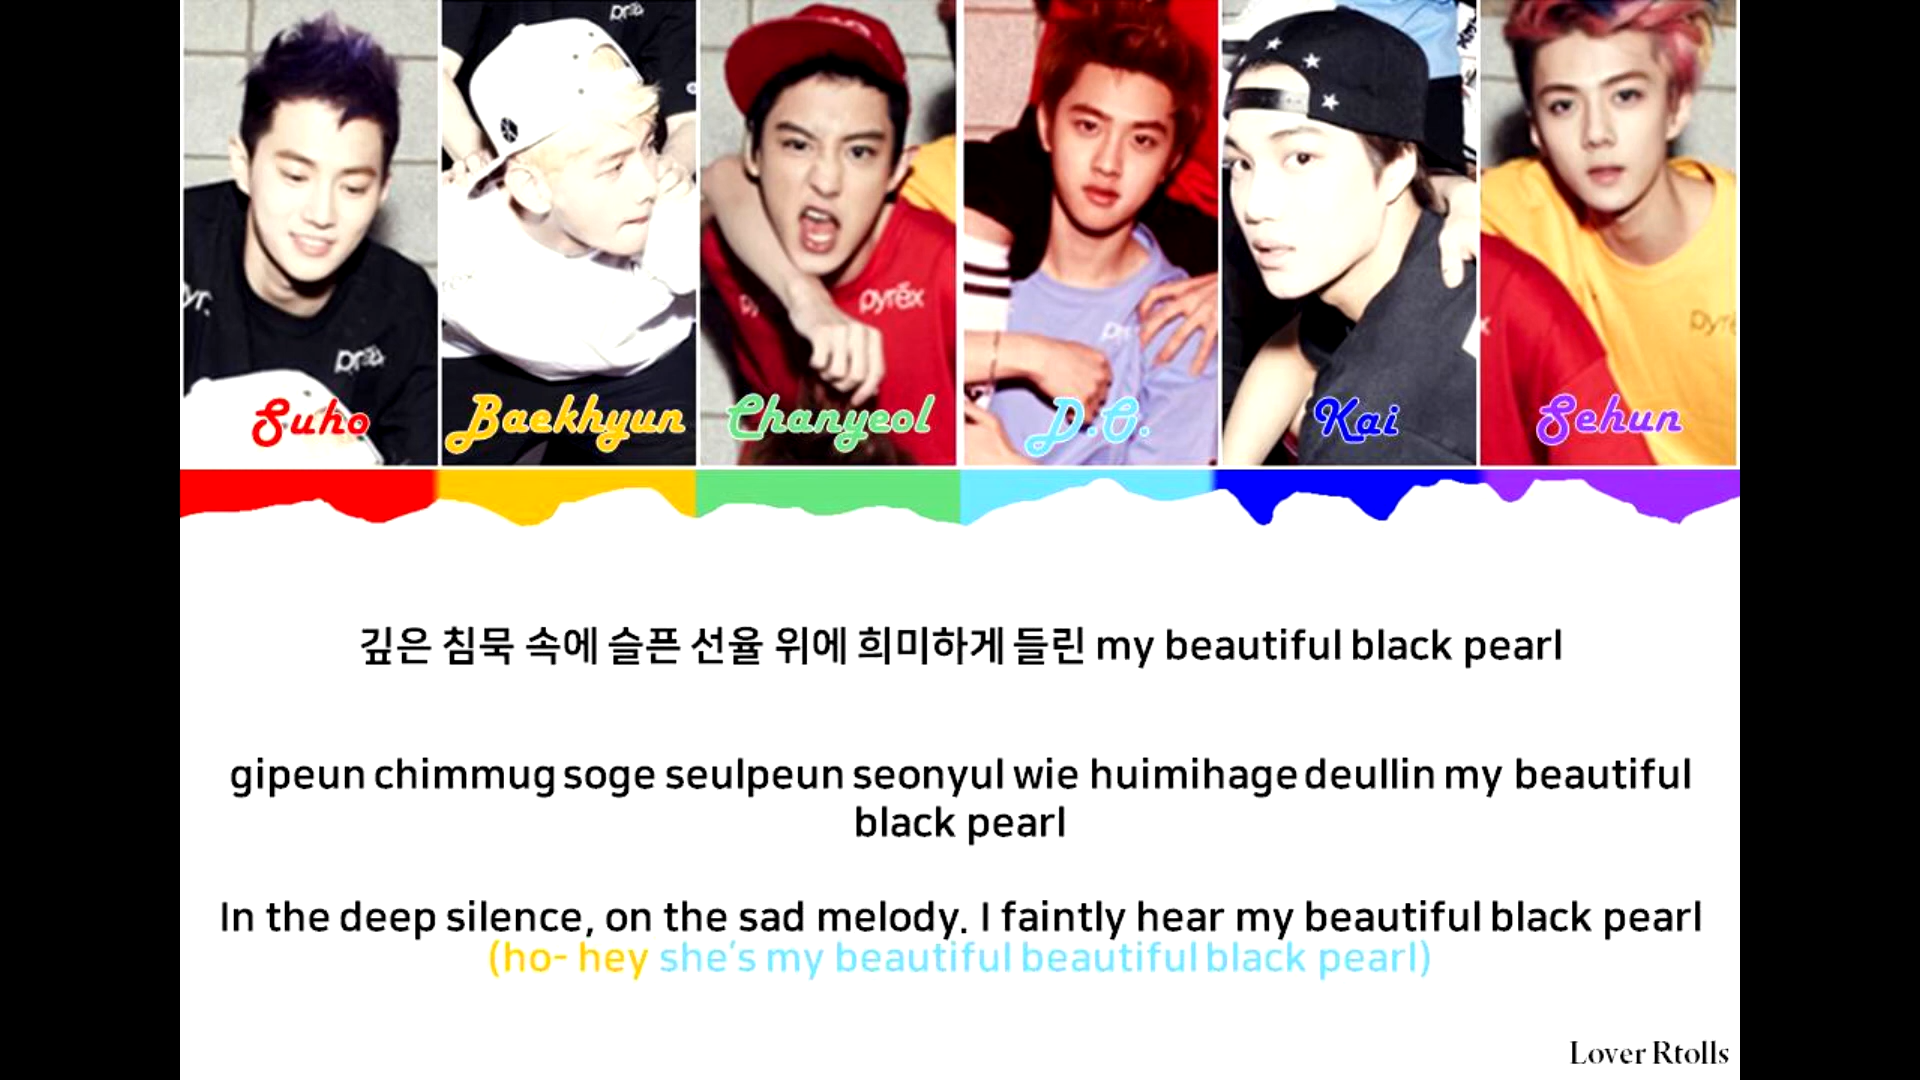 pyrex
Suho
Baekhyun
Chanyeol
D.O.
Kai
Sehun
깊은 침묵 속에 슬픈 선율 위에 희미하게 들린 my beautiful black pearl
gipeun chimmug soge seulpeun seonyul wie huimihage deullin my beautiful
black pearl
In the deep silence, on the sad melody. I faintly hear my beautiful black pearl
(ho- hey she's my beautiful beautiful black pearl)
Lover Rtolls